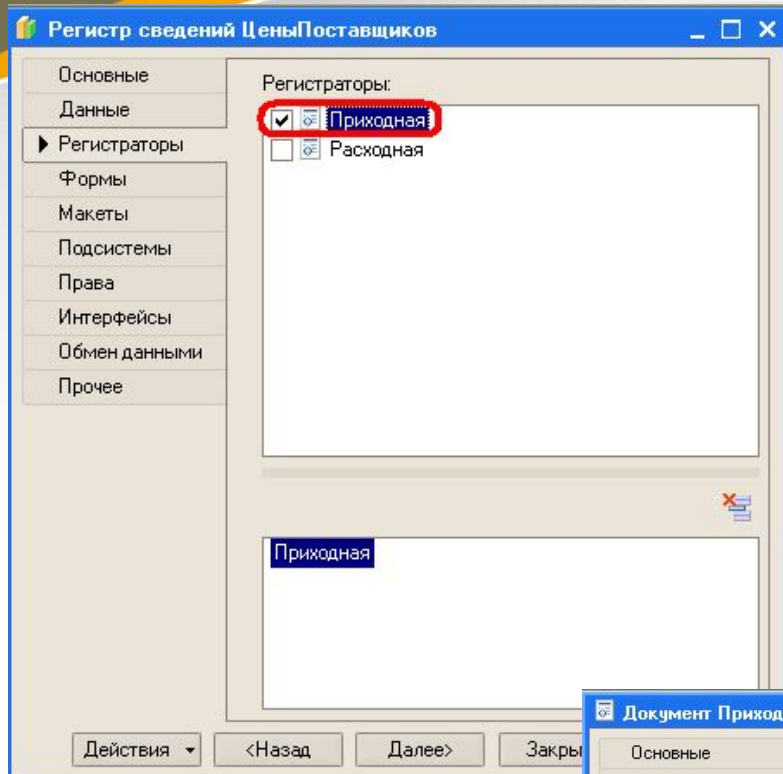 Регистр сведений ЦеныПоставщиков
Основные
Данные
Регистраторы
Формы
Макеты
Подсистемы
Права
Интерфейсы
Обмен данными
Прочее
Регистраторы:
Приходная
Расходная
Приходная
Действия
<Назад
Далее>
Закры
Документ Приход
Основные